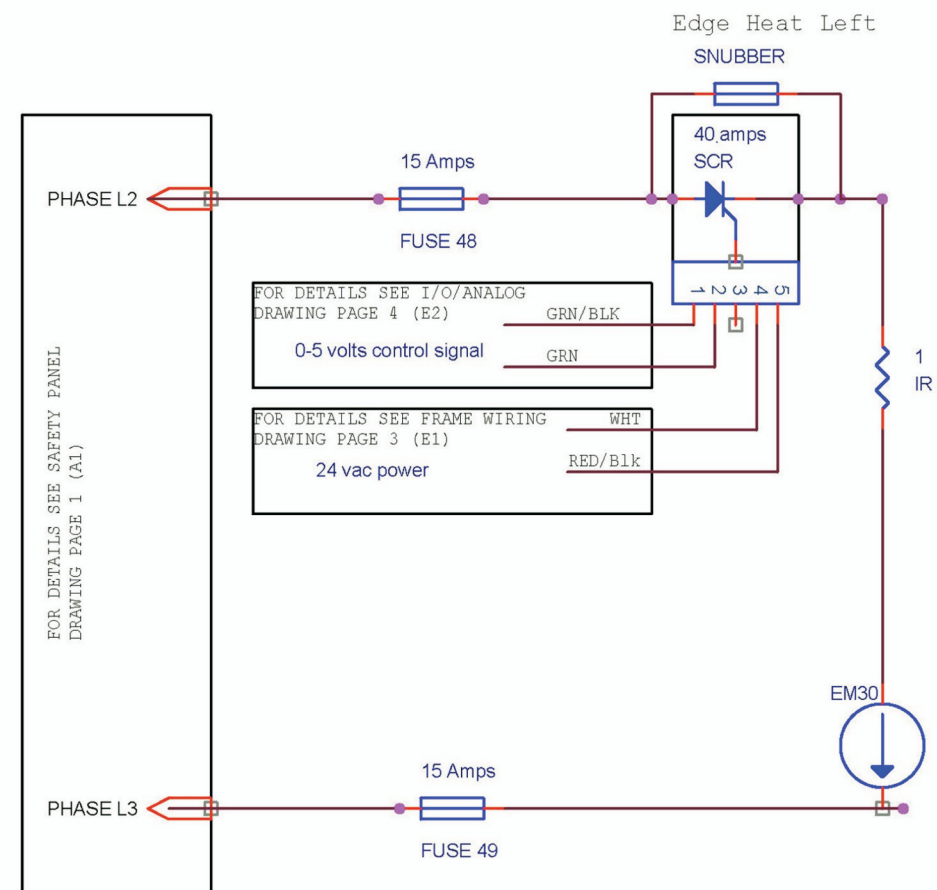 Edge Heat Left
SNUBBER
40 amps
SCR
15 Amps
PHASE L2
FUSE 48
1 2 3 4 5
FOR DETAILS SEE I/O/ANALOG
DRAWING PAGE 4 (E2)
GRN/BLK
0-5 volts control signal
GRN
FOR DETAILS SEE FRAME WIRING
DRAWING PAGE 3 (E1)
WHT
RED/Blk
24 vac power
1
IR
FOR DETAILS SEE SAFETY PANEL
DRAWING PAGE 1 (A1)
EM30
15 Amps
PHASE L3
FUSE 49